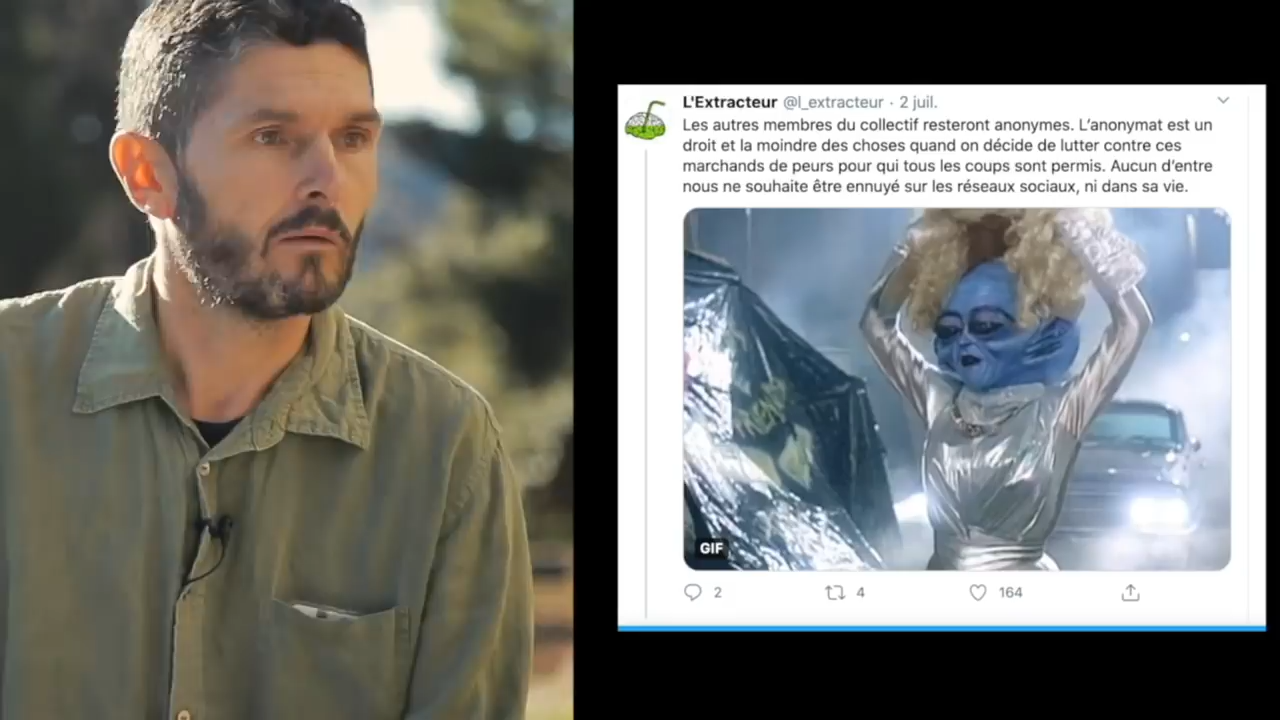 L'Extracteur @l_extracteur · 2 juil.
Les autres membres du collectif resteront anonymes. L’anonymat est un
droit et la moindre des choses quand on décide de lutter contre ces
marchands de peurs pour qui tous les coups sont permis. Aucun d’entre
nous ne souhaite être ennuyé sur les réseaux sociaux, ni dans sa vie.
GIF
2 4 164